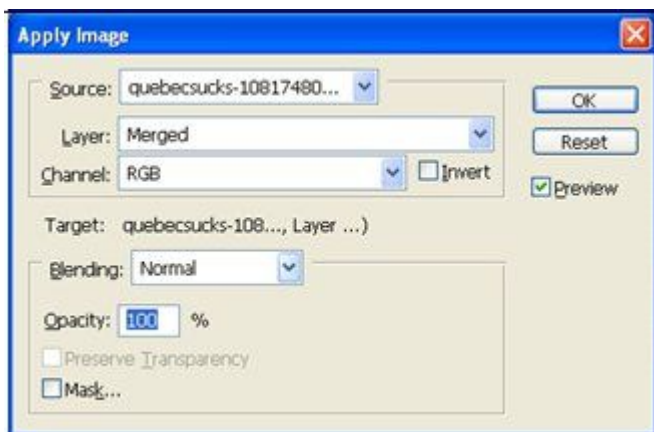 Apply Image
Source: quebecsucks-10817480...
OK
Layer: Merged
Reset
Channel: RGB
Invert
Preview
Target: quebecsucks-108..., Layer ...)
Blending: Normal
Opacity: 100 %
Preserve Transparency
Mask...